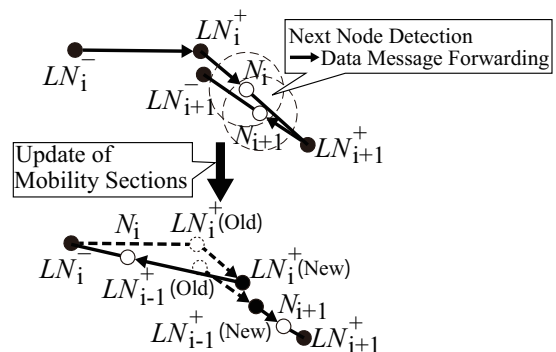 Next Node Detection
Data Message Forwarding
LN_i^+
LN_i^-
N_i
LN_{i+1}^-
N_{i+1}
LN_{i+1}^+
Update of
Mobility Sections
N_i
LN_i^+ (Old)
LN_i^-
LN_i^+ (New)
LN_{i-1}^+ (Old)
N_{i+1}
LN_{i-1}^+ (New)
LN_{i+1}^+